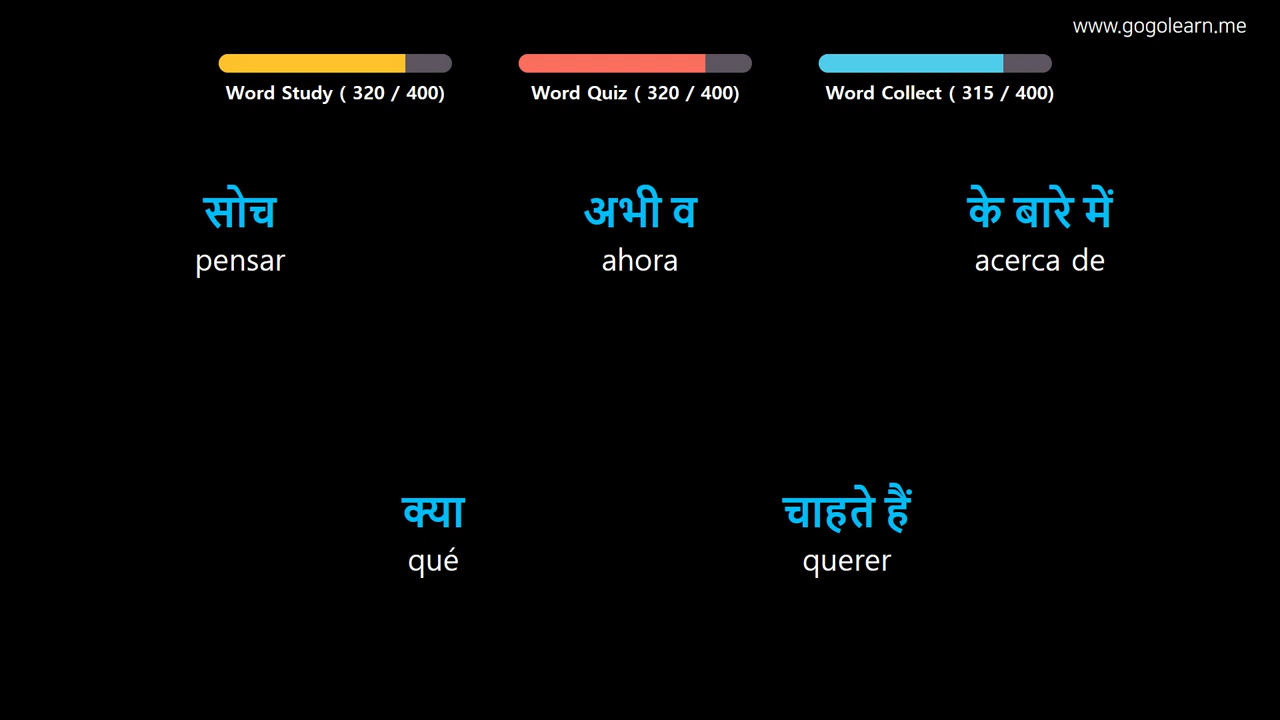 www.gogolearn.me
Word Study ( 320 / 400)
Word Quiz ( 320 / 400)
Word Collect ( 315 / 400)
सोच
pensar
अभी व
ahora
के बारे में
acerca de
क्या
qué
चाहते हैं
querer